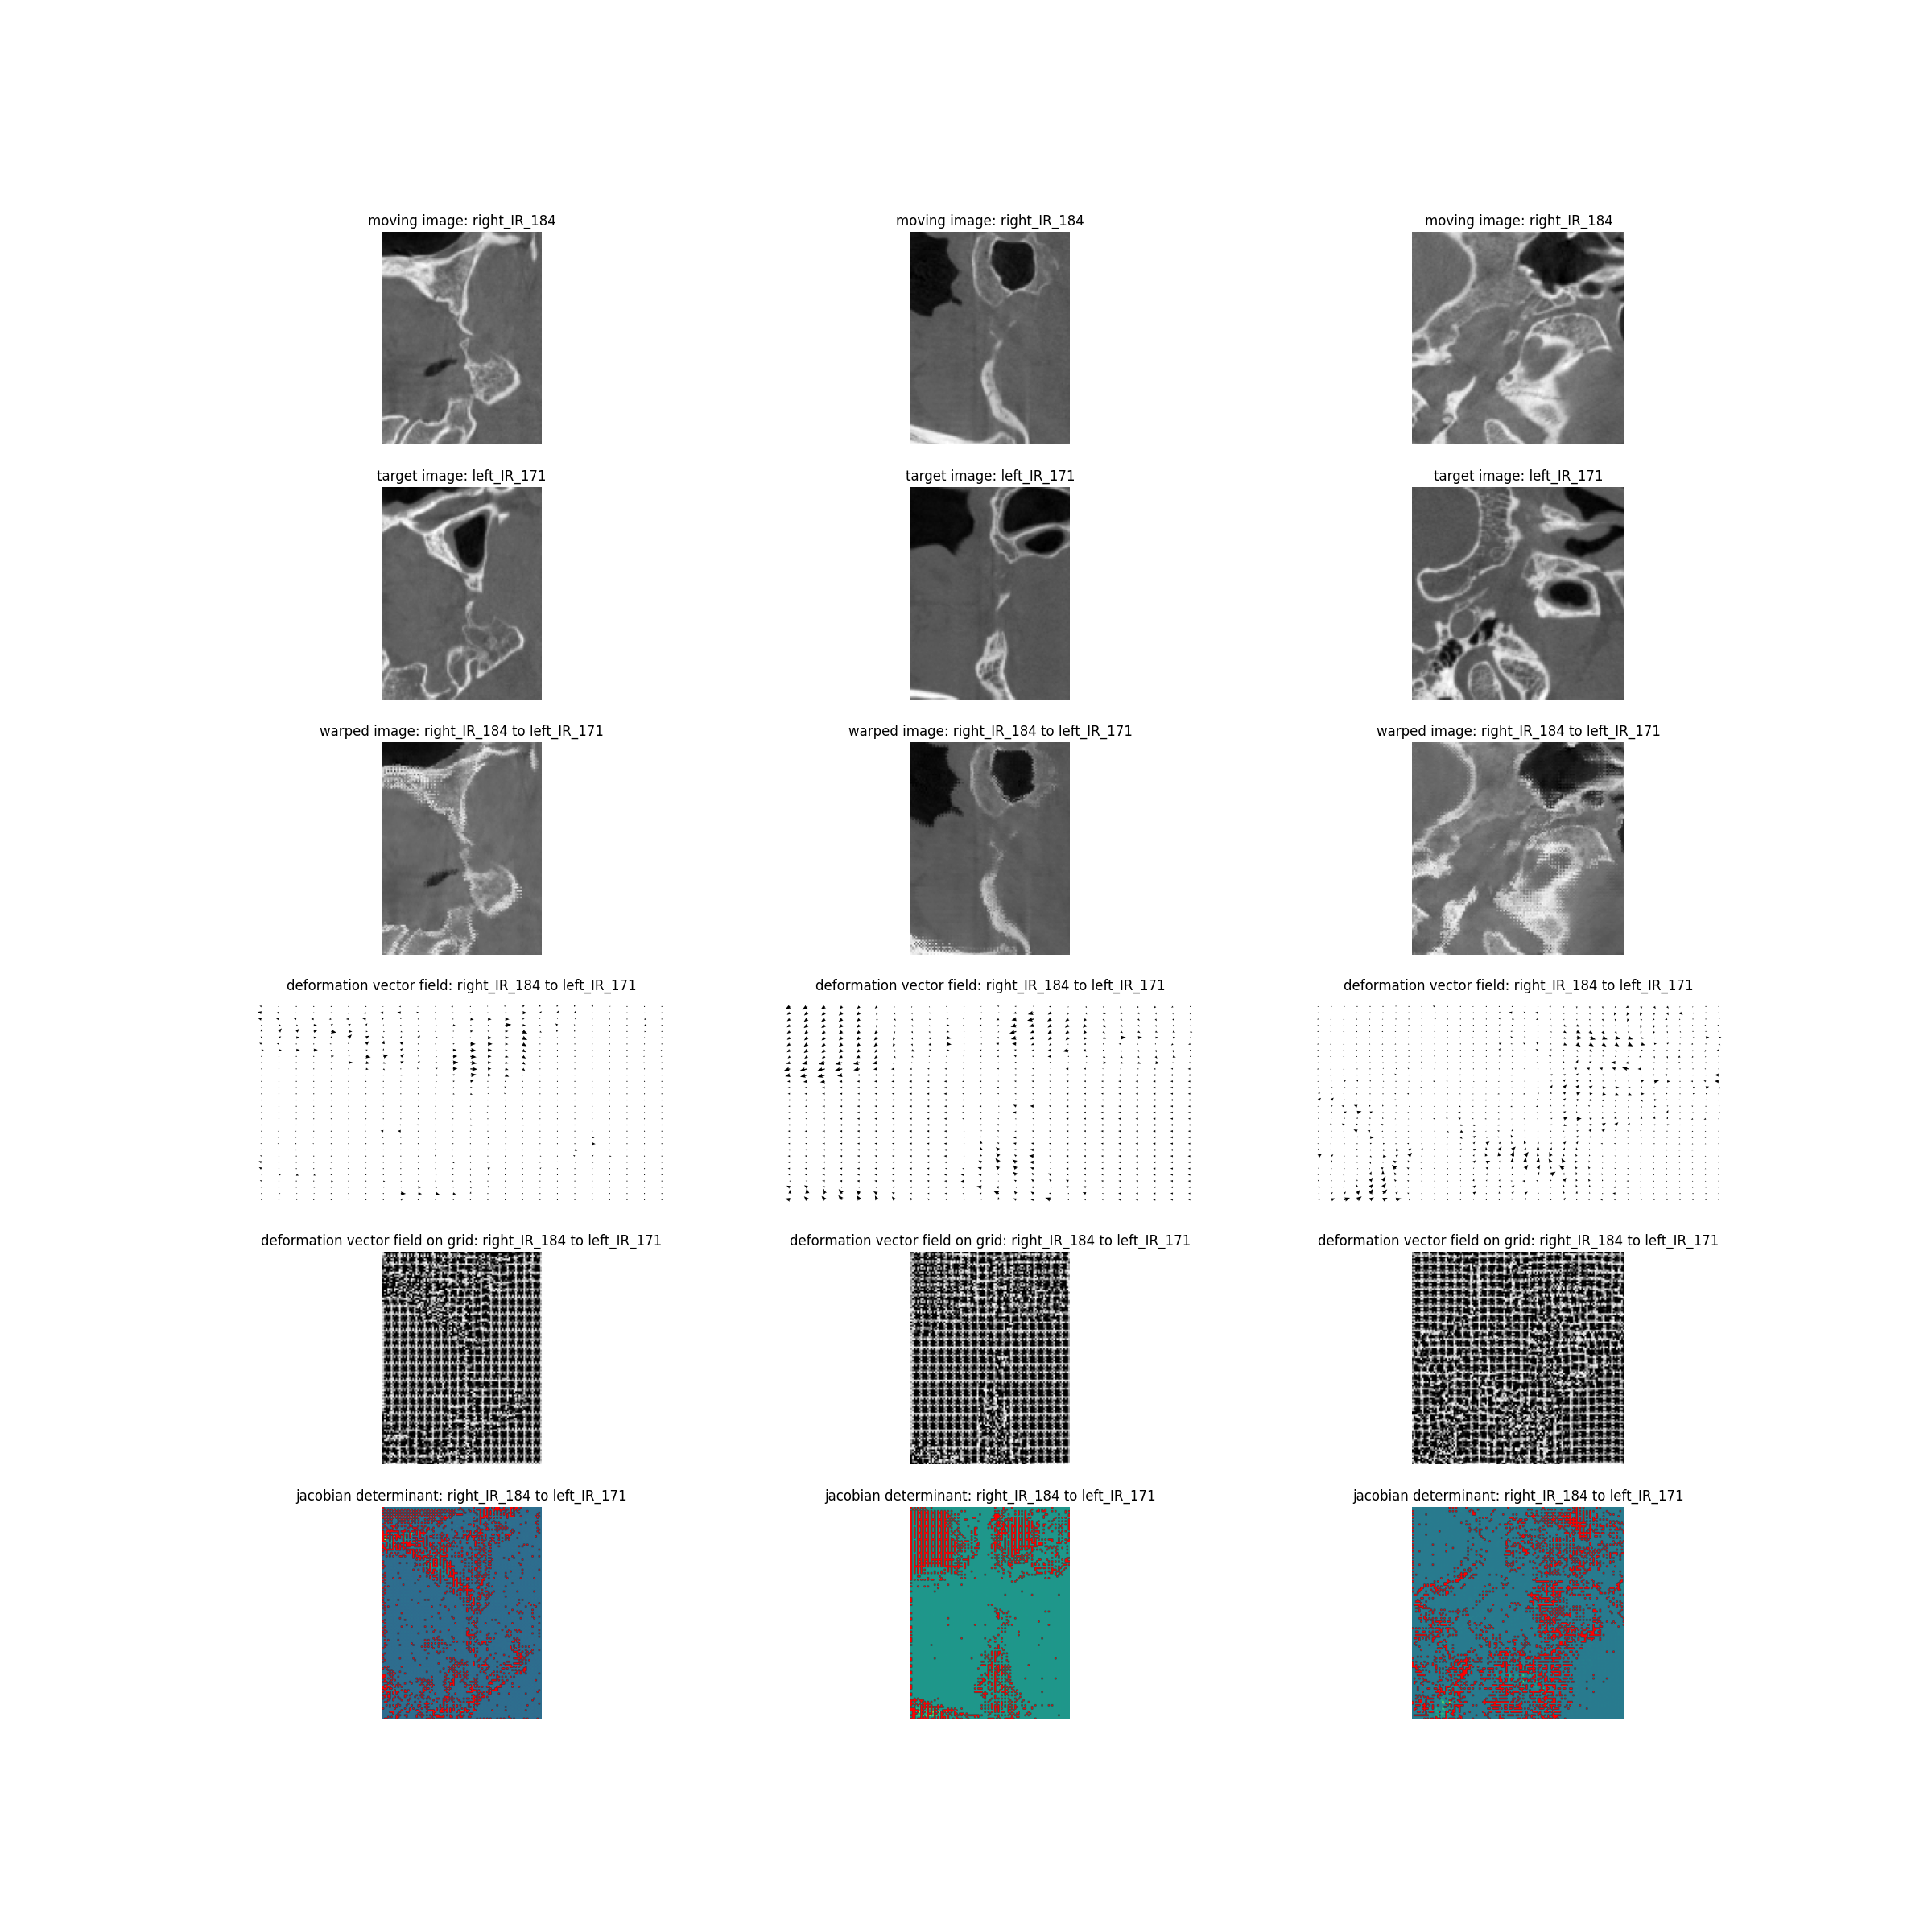 moving image: right_IR_184
moving image: right_IR_184
moving image: right_IR_184
target image: left_IR_171
target image: left_IR_171
target image: left_IR_171
warped image: right_IR_184 to left_IR_171
warped image: right_IR_184 to left_IR_171
warped image: right_IR_184 to left_IR_171
deformation vector field: right_IR_184 to left_IR_171
deformation vector field: right_IR_184 to left_IR_171
deformation vector field: right_IR_184 to left_IR_171
deformation vector field on grid: right_IR_184 to left_IR_171
deformation vector field on grid: right_IR_184 to left_IR_171
deformation vector field on grid: right_IR_184 to left_IR_171
jacobian determinant: right_IR_184 to left_IR_171
jacobian determinant: right_IR_184 to left_IR_171
jacobian determinant: right_IR_184 to left_IR_171